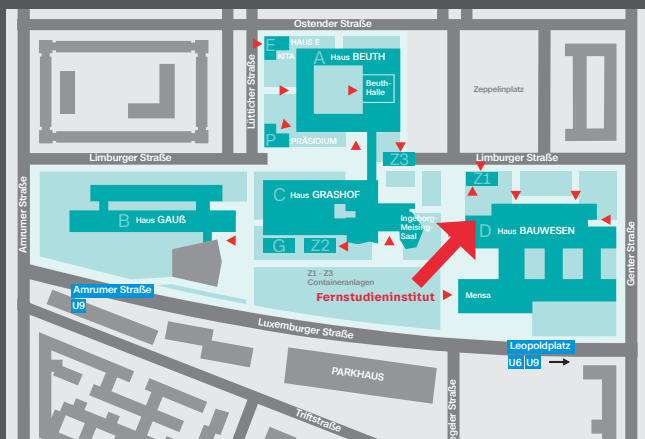 Ostender Straße
E
HAUS E
KITA
A
Haus BEUTH
Beuth-
Halle
Lütticher Straße
Zeppelinplatz
P
PRÄSIDIUM
Z3
Limburger Straße
Limburger Straße
Z1
Amrumer Straße
B
Haus GAUß
C
Haus GRASHOF
Ingeborg-
Meising-
Saal
D
Haus BAUWESEN
Genter Straße
G
Z2
Z1 - Z3
Containeranlagen
Fernstudieninstitut
Mensa
Amrumer Straße
U9
Luxemburger Straße
Leopoldplatz
U6 U9
PARKHAUS
Triftstraße
egeler Straße